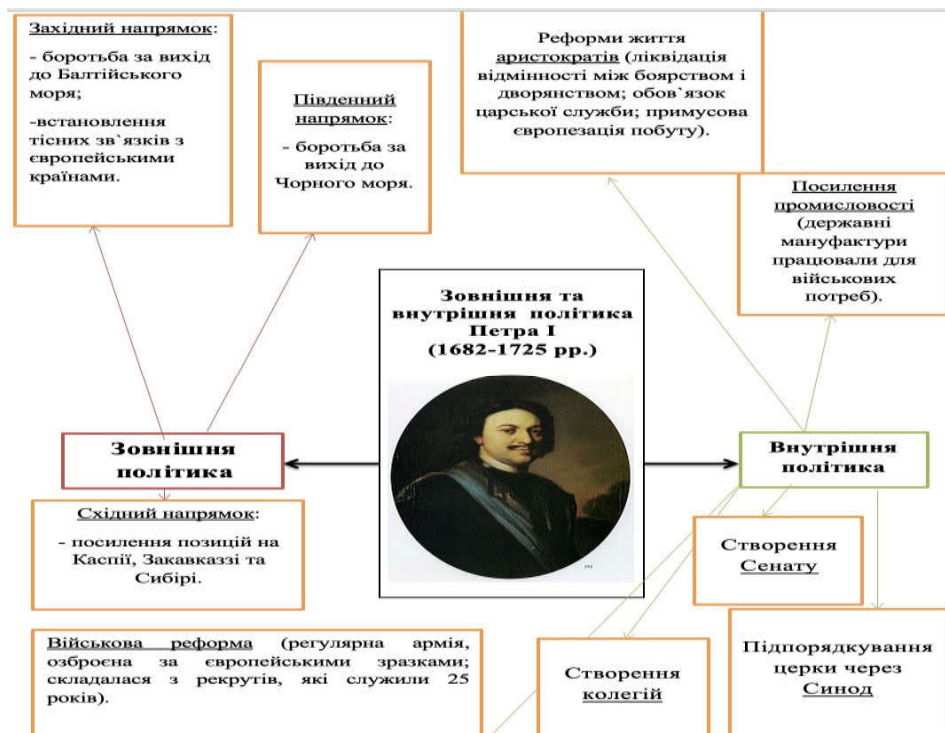 Західний напрямок:
- боротьба за вихід
до Балтійського
моря;
-встановлення
тісних зв`язків з
європейськими
країнами.
Південний
напрямок:
- боротьба за
вихід до
Чорного моря.
Реформи життя
аристократів (ліквідація
відмінності між боярством і
дворянством; обов`язок
царської служби; примусова
європезація побуту).
Посилення
промисловості
(державні
мануфактури
працювали для
військових
потреб).
Зовнішня та
внутрішня політика
Петра І
(1682-1725 рр.)
Зовнішня
політика
Внутрішня
політика
Східний напрямок:
- посилення позицій на
Каспії, Закавказзі та
Сибірі.
Створення
Сенату
Військова реформа (регулярна армія,
озброєна за європейськими зразками;
складалася з рекрутів, які служили 25
років).
Створення
колегій
Підпорядкування
церки через
Синод